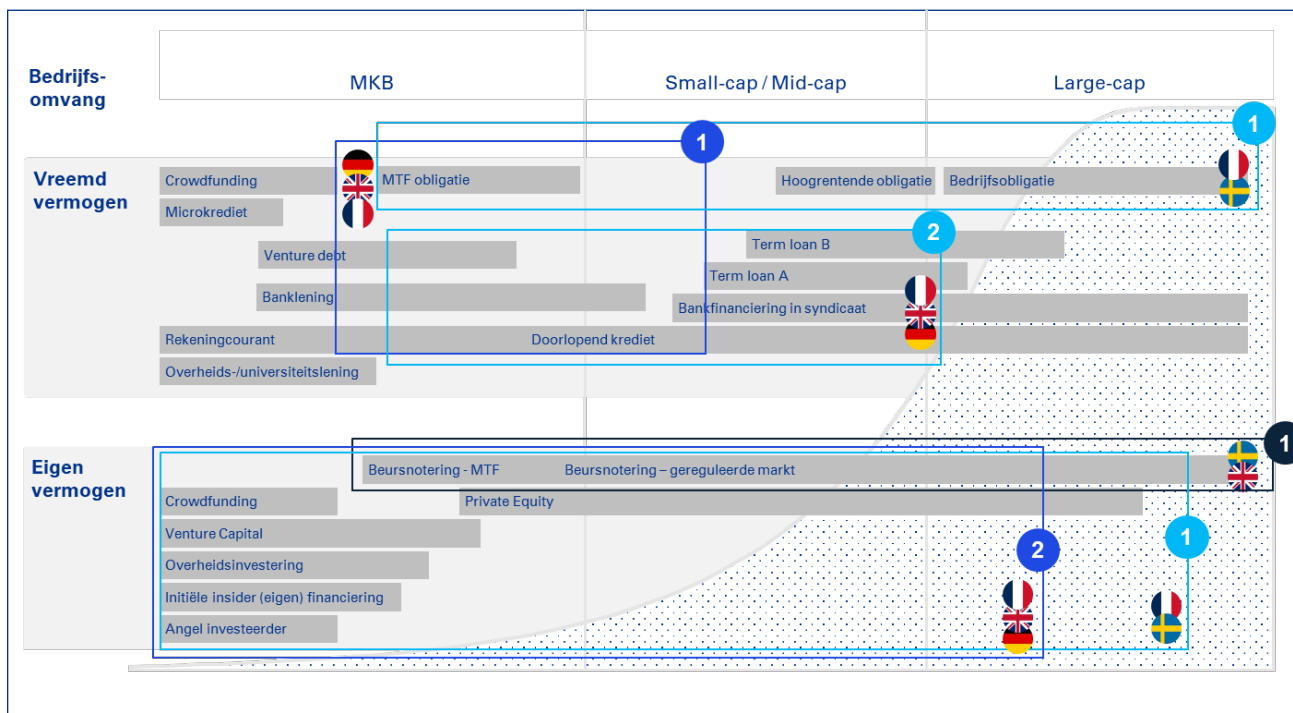 Bedrijfs-
omvang
MKB
Small-cap / Mid-cap
Large-cap
1
1
Vreemd
vermogen
Crowdfunding
MTF obligatie
Hoogrentende obligatie
Bedrijfsobligatie
Microkrediet
2
Venture debt
Term loan B
Term loan A
Banklening
Bankfinanciering in syndicaat
Rekeningcourant
Doorlopend krediet
Overheids-/universiteitslening
1
Eigen
vermogen
Beursnotering - MTF
Beursnotering – gereguleerde markt
Crowdfunding
Private Equity
Venture Capital
1
2
Overheidsinvestering
Initiële insider (eigen) financiering
Angel investeerder